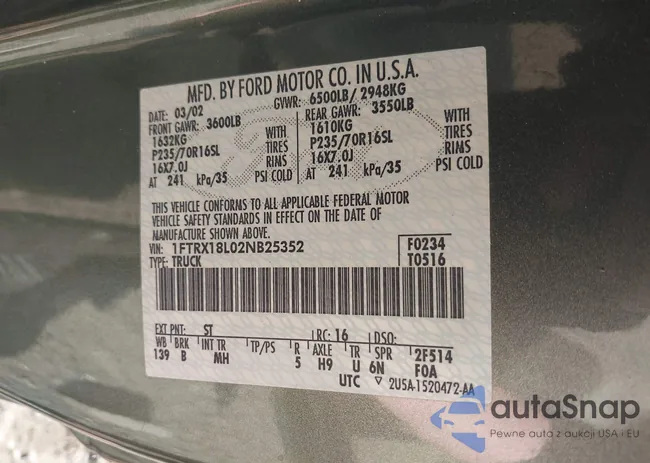 MFD. BY FORD MOTOR CO. IN U.S.A.
DATE: 03/02 GVWR: 6500LB/ 2948KG
FRONT GAWR: 3600LB REAR GAWR: 3550LB
1632KG WITH 1610KG WITH
P235/70R16SL TIRES P235/70R16SL TIRES
16X7.0J RIMS 16X7.0J RIMS
AT 241 kPa/35 PSI COLD AT 241 kPa/35 PSI COLD
THIS VEHICLE CONFORMS TO ALL APPLICABLE FEDERAL MOTOR
VEHICLE SAFETY STANDARDS IN EFFECT ON THE DATE OF
MANUFACTURE SHOWN ABOVE.
VIN: 1FTRX18L02NB25352 F0234
TYPE: TRUCK T0516
EXT PNT: ST RC: 16 DSO:
WB BRK INT TR TP/PS R AXLE TR SPR 2F514
139 B MH 5 H9 U 6N F0A
UTC ▽ 2U5A-1520472-AA
autaSnap
Pewne auta z aukcji USA i EU